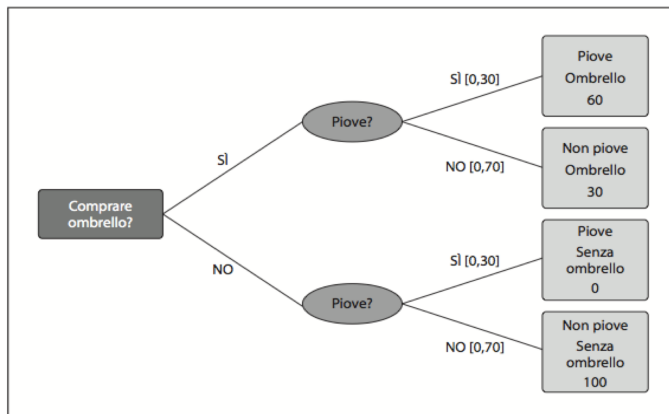 Comprare
ombrello?
SÌ
NO
Piove?
SÌ [0,30]
NO [0,70]
Piove
Ombrello
60
Non piove
Ombrello
30
Piove?
SÌ [0,30]
NO [0,70]
Piove
Senza
ombrello
0
Non piove
Senza
ombrello
100